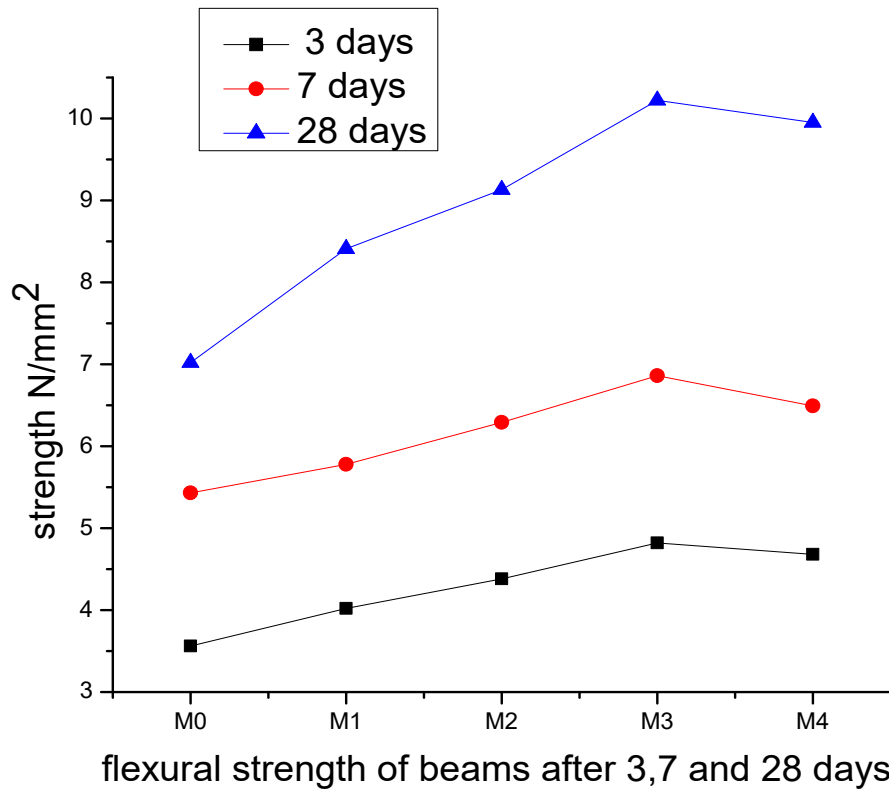 3 days
7 days
28 days
10
9
8
7
6
5
4
3
strength N/mm²
M0 M1 M2 M3 M4
flexural strength of beams after 3,7 and 28 days